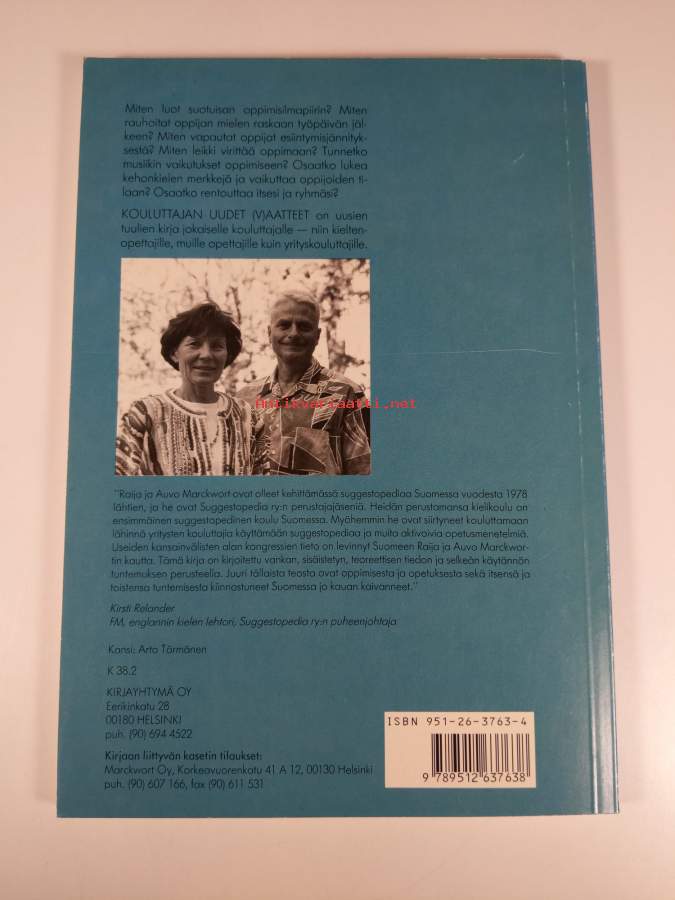 Miten luot suotuisan oppimisilmapiirin? Miten
rauhoitat oppijan mielen raskaan työpäivän jäl-
keen? Miten vapautat oppijat esiintymisjännityk-
sestä? Miten leikki virittää oppimaan? Tunnetko
musiikin vaikutukset oppimiseen? Osaatko lukea
kehonkielen merkkejä ja vaikuttaa oppijoiden ti-
laan? Osaatko rentouttaa itsesi ja ryhmäsi?
KOULUTTAJAN UUDET (V)AATTEET on uusien
tuulien kirja jokaiselle kouluttajalle — niin kielten-
opettajille, muille opettajille kuin yrityskouluttajille.
Antikvariaatti.net
"Raija ja Auvo Marckwort ovat olleet kehittämässä suggestopediaa Suomessa vuodesta 1978
lähtien, ja he ovat Suggestopedia ry:n perustajajäseniä. Heidän perustamansa kielikoulu on
ensimmäinen suggestopedinen koulu Suomessa. Myöhemmin he ovat siirtyneet kouluttamaan
lähinnä yritysten kouluttajia käyttämään suggestopediaa ja muita aktivoivia opetusmenetelmiä.
Useiden kansainvälisten alan kongressien tieto on levinnyt Suomeen Raija ja Auvo Marckwor-
tin kautta. Tämä kirja on kirjoitettu vankan, sisäistetyn, teoreettisen tiedon ja selkeän käytännön
tuntemuksen perusteella. Juuri tällaista teosta ovat oppimisesta ja opetuksesta sekä itsensä ja
toistensa tuntemisesta kiinnostuneet Suomessa jo kauan kaivanneet."
Kirsti Relander
FM, englannin kielen lehtori, Suggestopedia ry:n puheenjohtaja
Kansi: Arto Tärmänen
K 38.2
KIRJAYHTYMÄ OY
Eerikinkatu 28
00180 HELSINKI
puh. (90) 694 4522
Kirjaan liittyvän kasetin tilaukset:
Marckwort Oy, Korkeavuorenkatu 41 A 12, 00130 Helsinki
puh. (90) 607 166, fax (90) 611 531
ISBN 951-26-3763-4
9 789512 637638